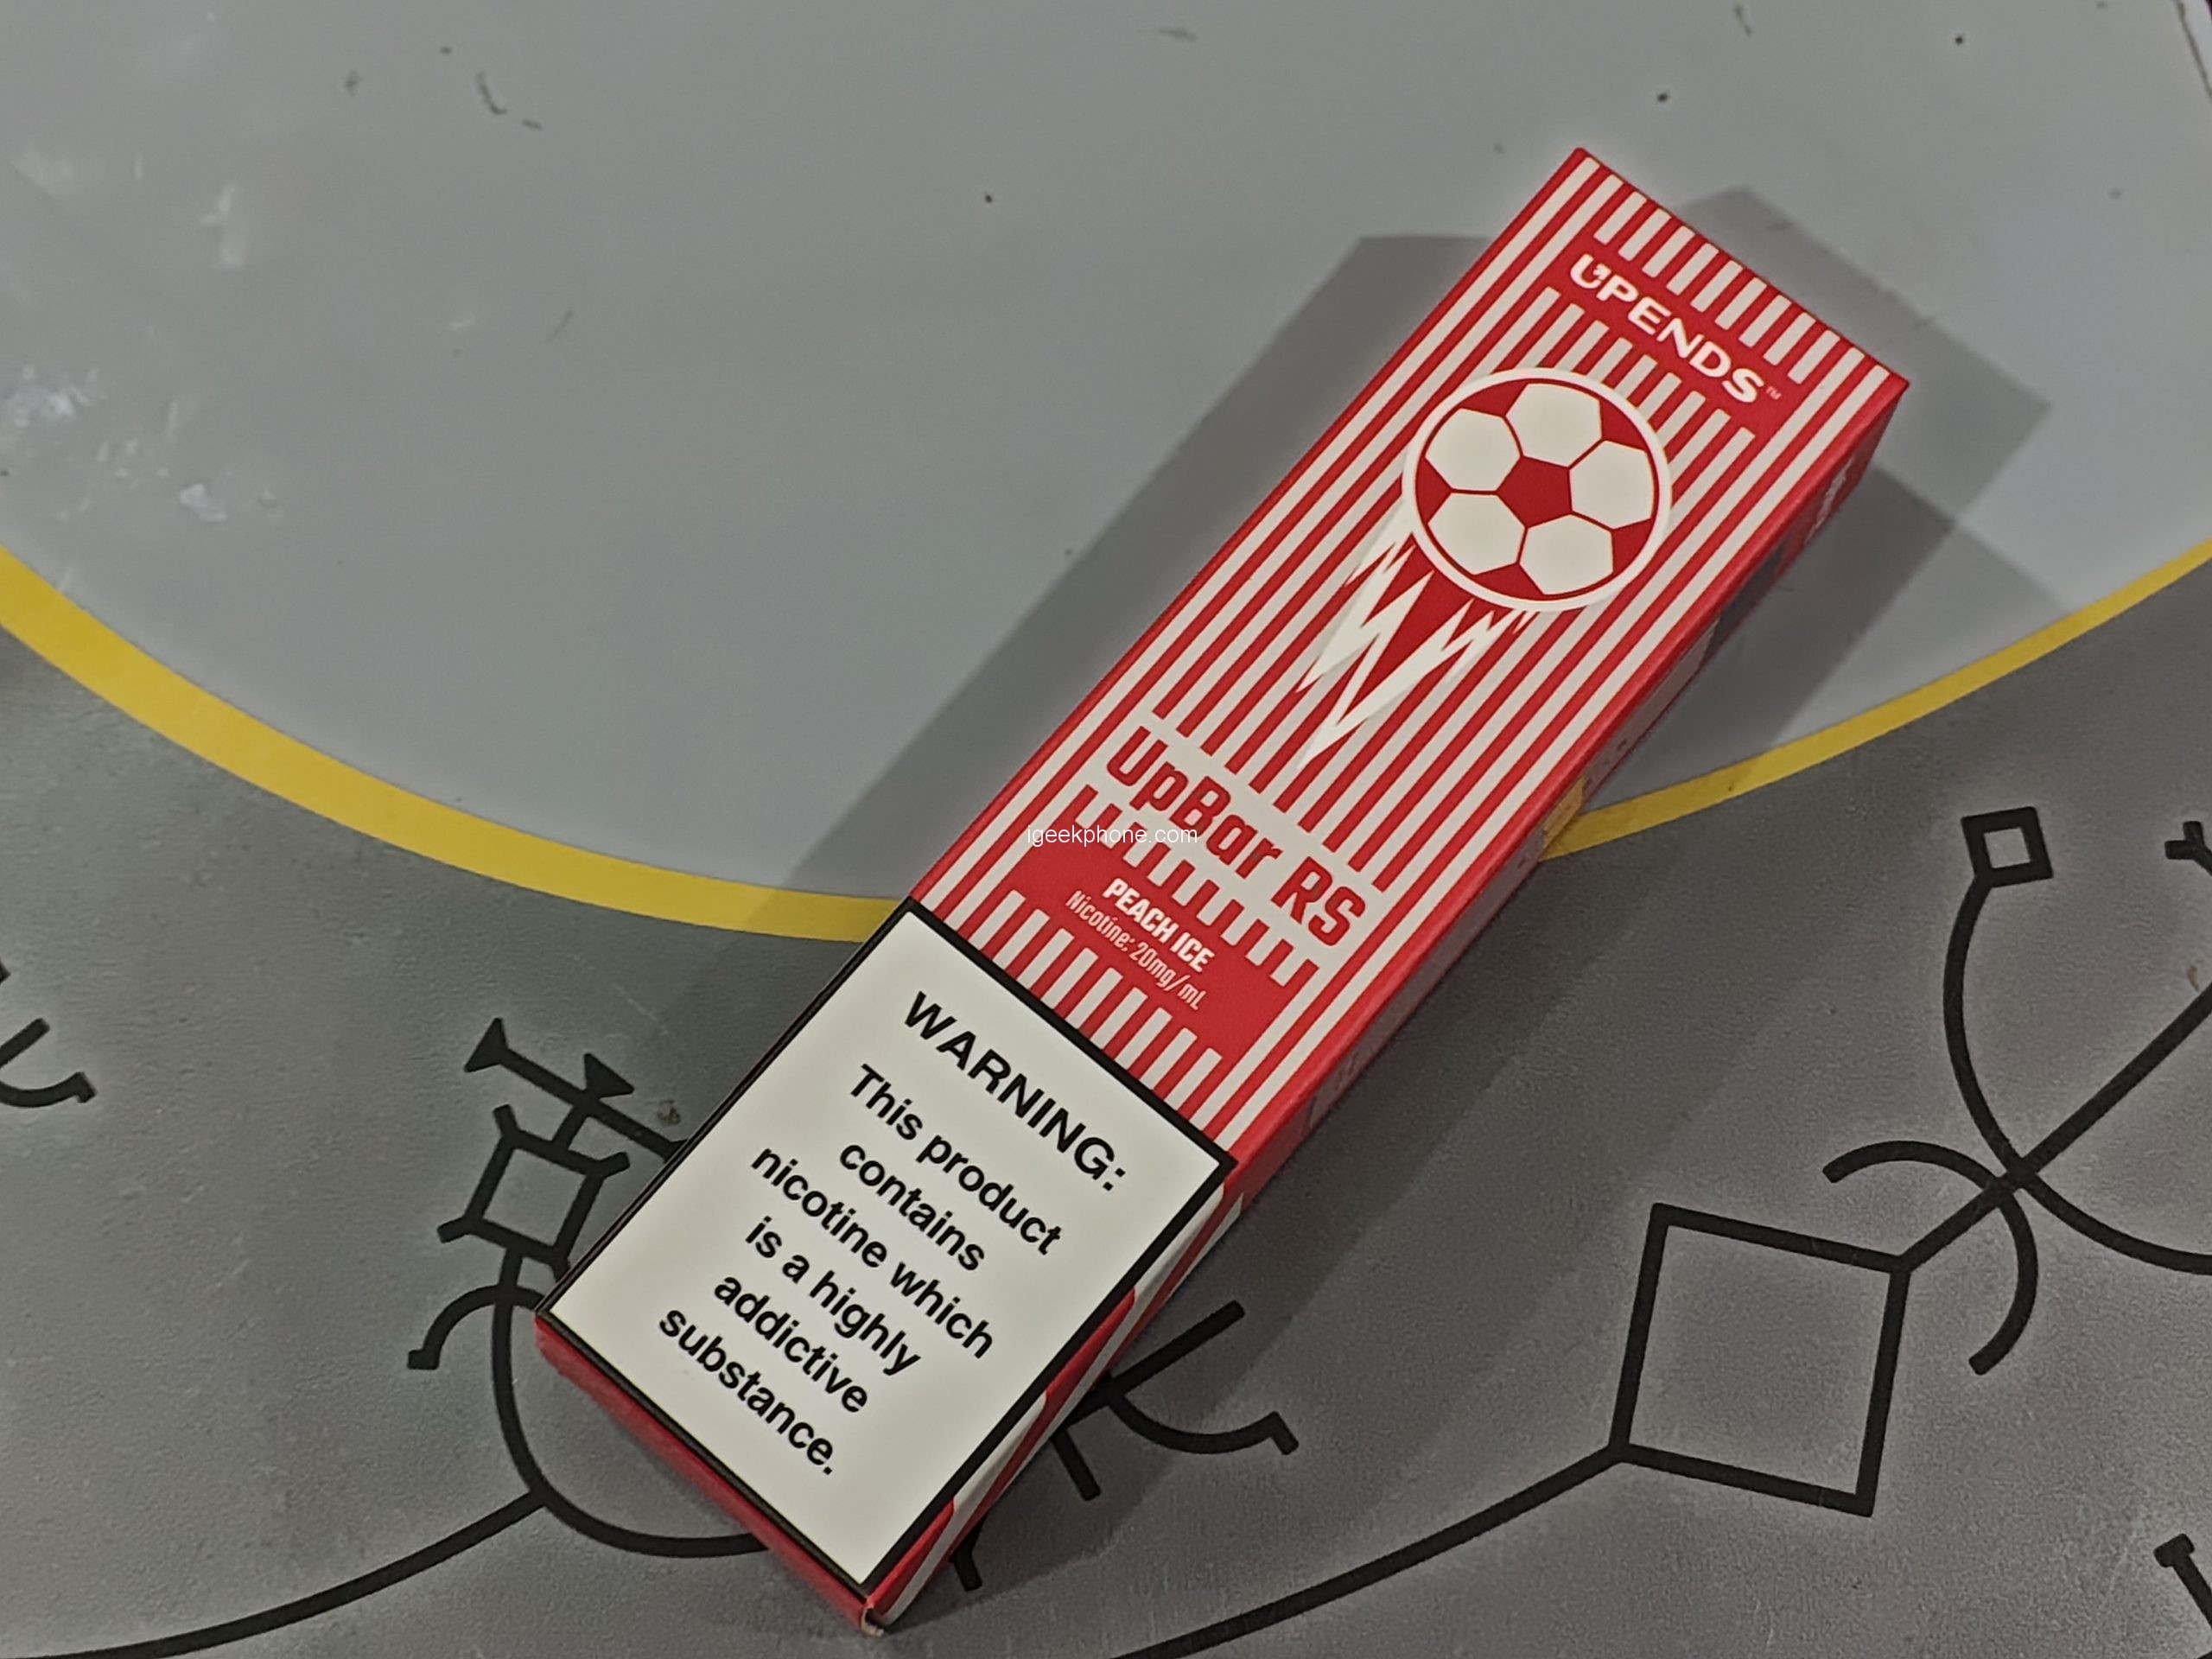 UPENDS™
UpBar RS
igeekphone.com
PEACH ICE
Nicotine: 20mg/mL
WARNING:
This product
contains
nicotine which
is a highly
addictive
substance.